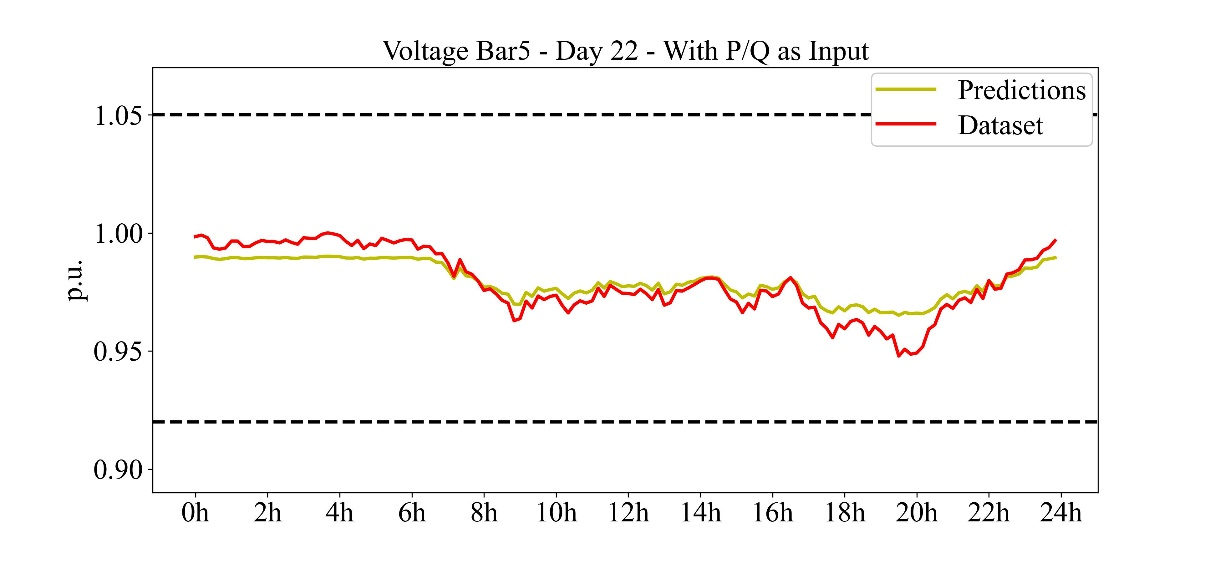 Voltage Bar5 - Day 22 - With P/Q as Input
Predictions
Dataset
p.u.
1.05
1.00
0.95
0.90
0h 2h 4h 6h 8h 10h 12h 14h 16h 18h 20h 22h 24h